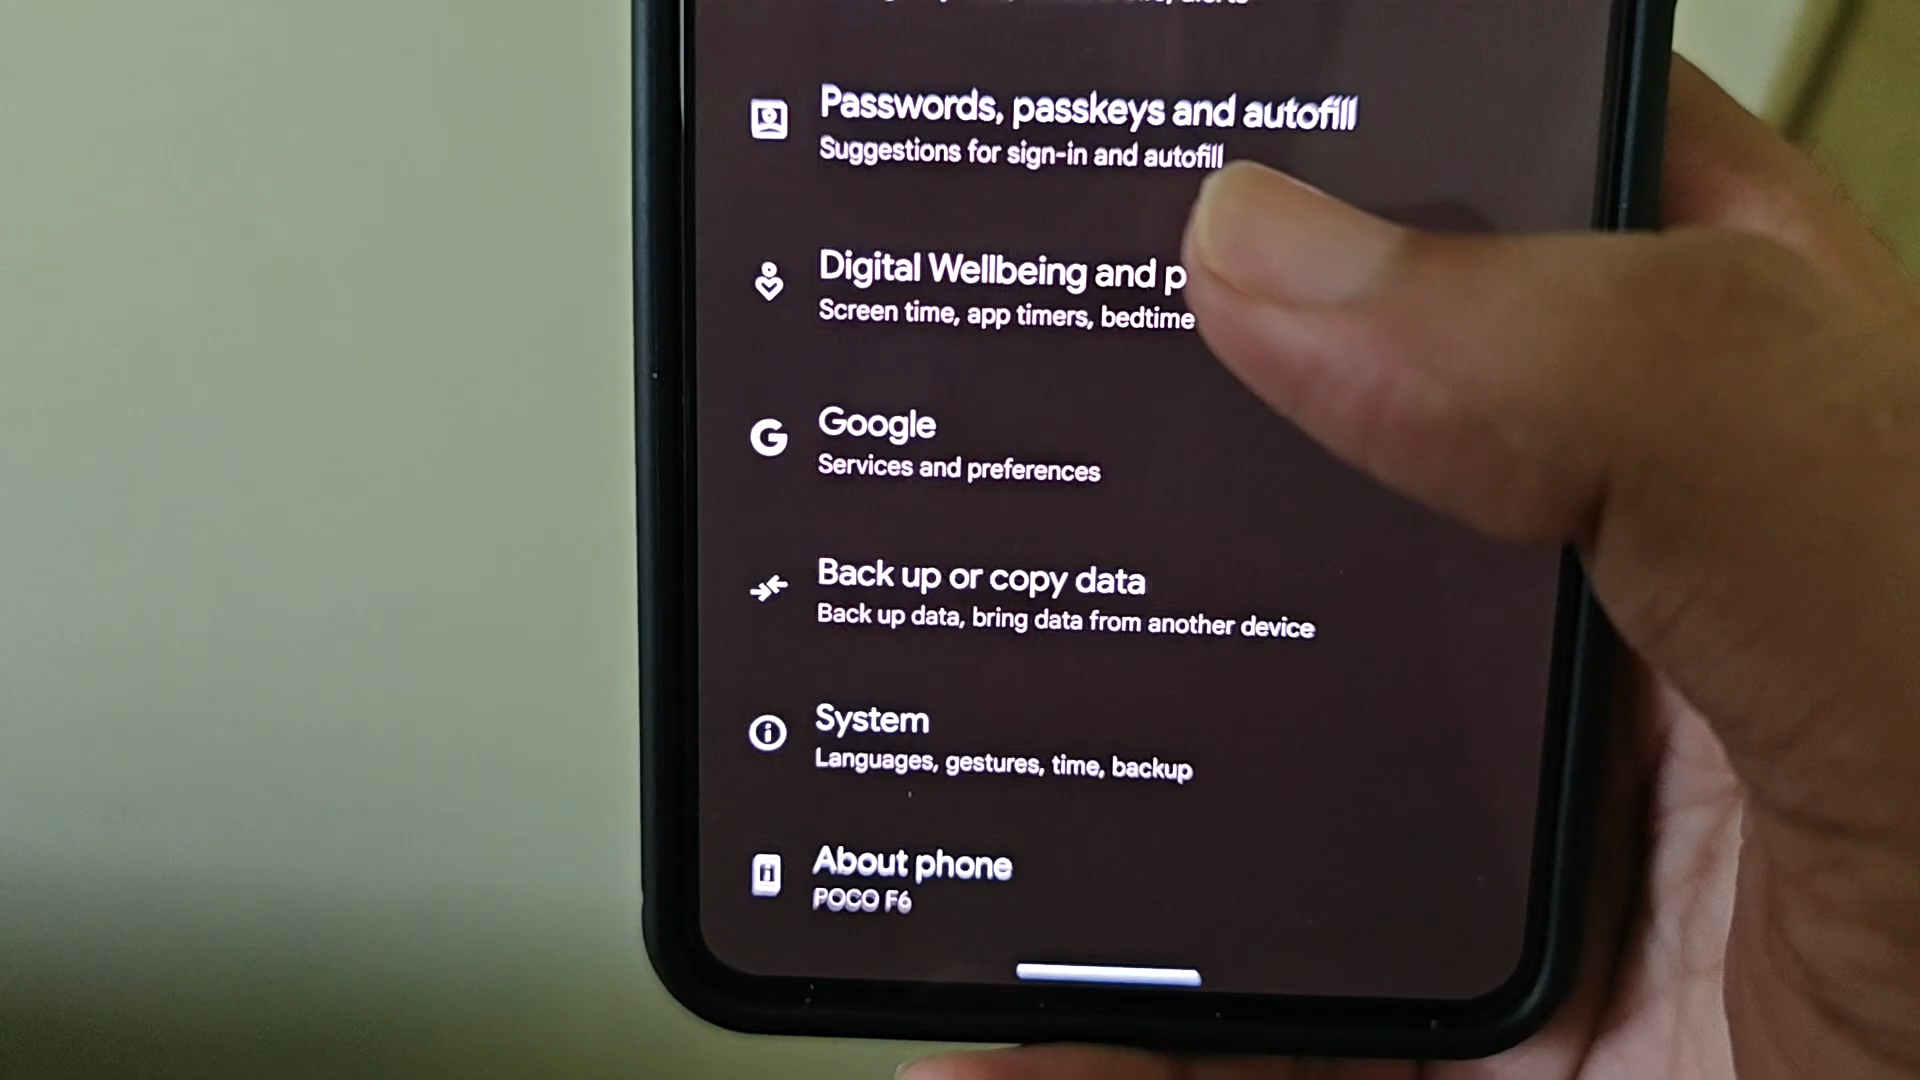 Passwords, passkeys and autofill
Suggestions for sign-in and autofill
Digital Wellbeing and p
Screen time, app timers, bedtime
Google
Services and preferences
Back up or copy data
Back up data, bring data from another device
System
Languages, gestures, time, backup
About phone
POCO F6